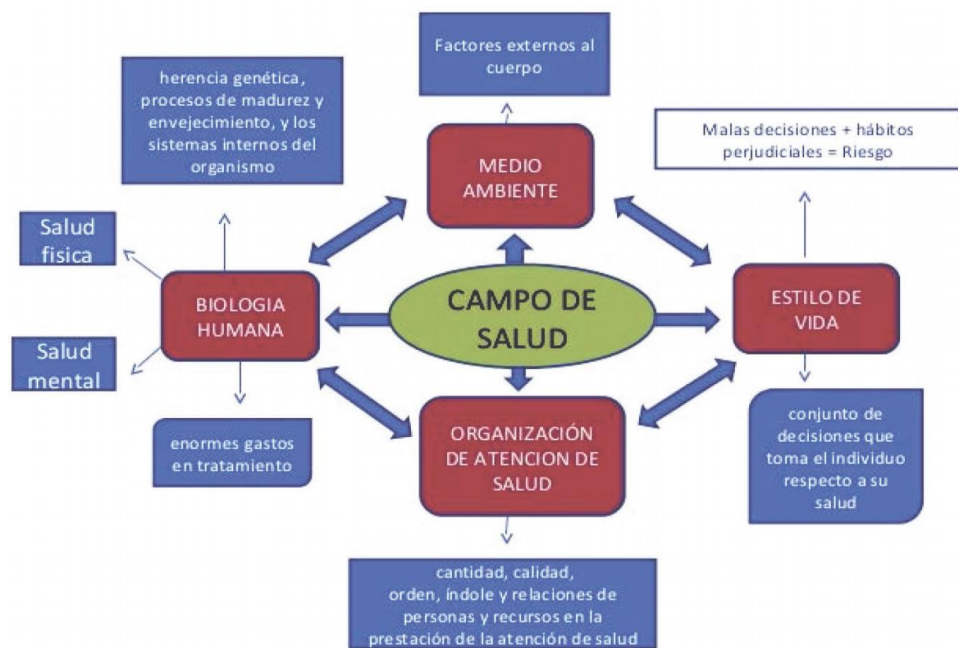 Factores externos al
cuerpo
herencia genética,
procesos de madurez y
envejecimiento, y los
sistemas internos del
organismo
Malas decisiones + hábitos
perjudiciales = Riesgo
MEDIO
AMBIENTE
Salud
fisica
BIOLOGIA
HUMANA
CAMPO DE
SALUD
ESTILO DE
VIDA
Salud
mental
enormes gastos
en tratamiento
ORGANIZACIÓN
DE ATENCION DE
SALUD
conjunto de
decisiones que
toma el individuo
respecto a su
salud
cantidad, calidad,
orden, índole y relaciones de
personas y recursos en la
prestación de la atención de salud